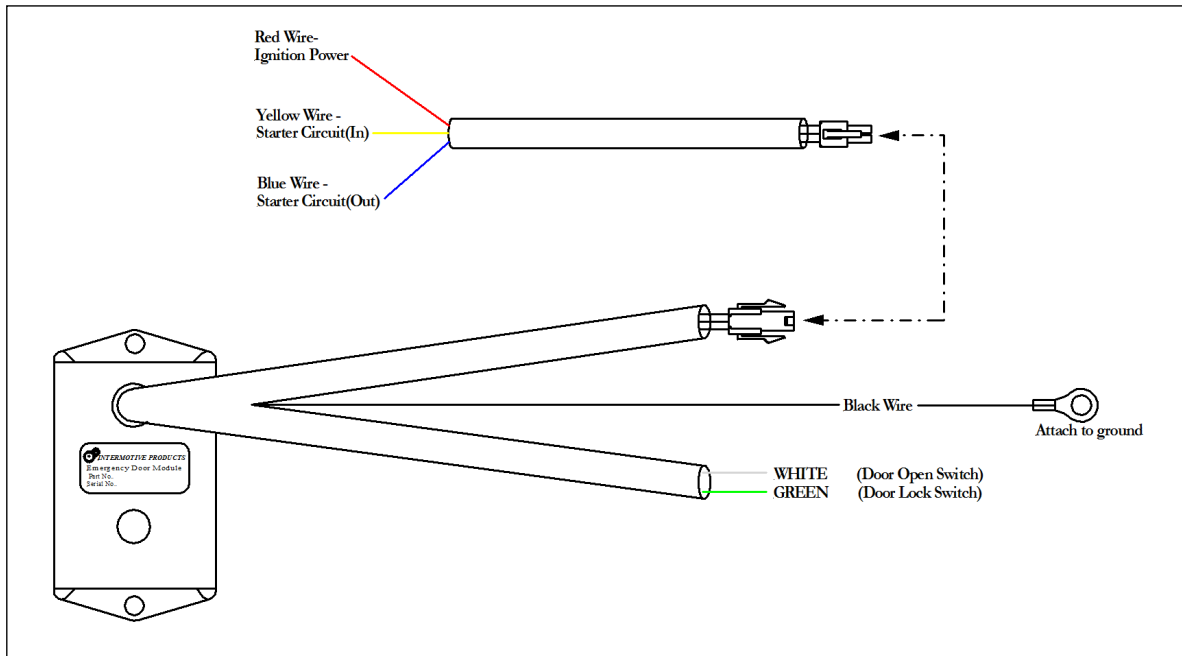 Red Wire-
Ignition Power
Yellow Wire -
Starter Circuit(In)
Blue Wire -
Starter Circuit(Out)
Black Wire
Attach to ground
INTERMOTIVE PRODUCTS
Emergency Door Module
Part No.
Serial No.
WHITE (Door Open Switch)
GREEN (Door Lock Switch)